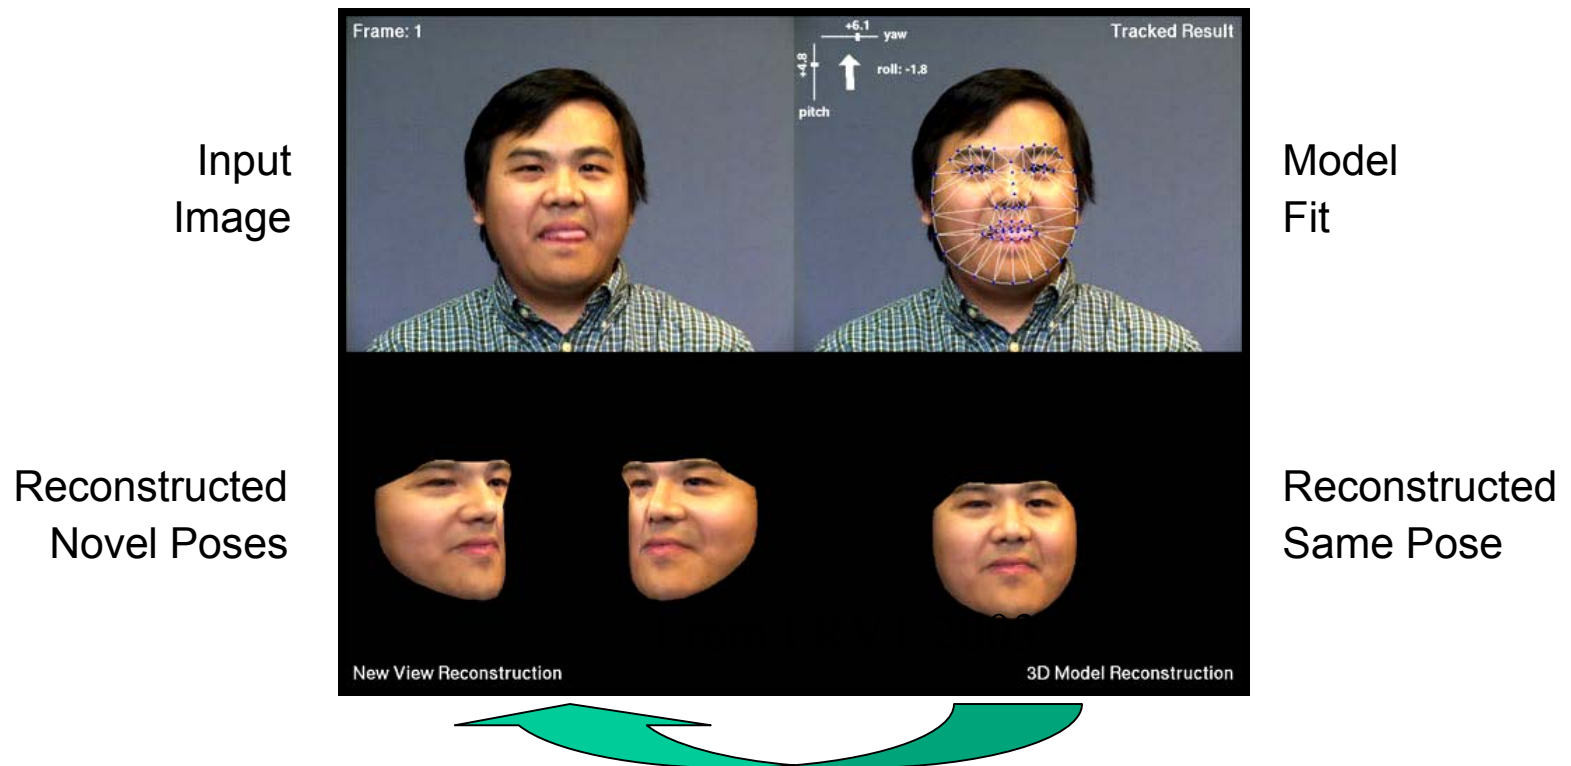 Frame: 1
+6.1
yaw
Tracked Result
+4.8
roll: -1.8
pitch
Input
Image
Model
Fit
Reconstructed
Novel Poses
Reconstructed
Same Pose
New View Reconstruction
3D Model Reconstruction